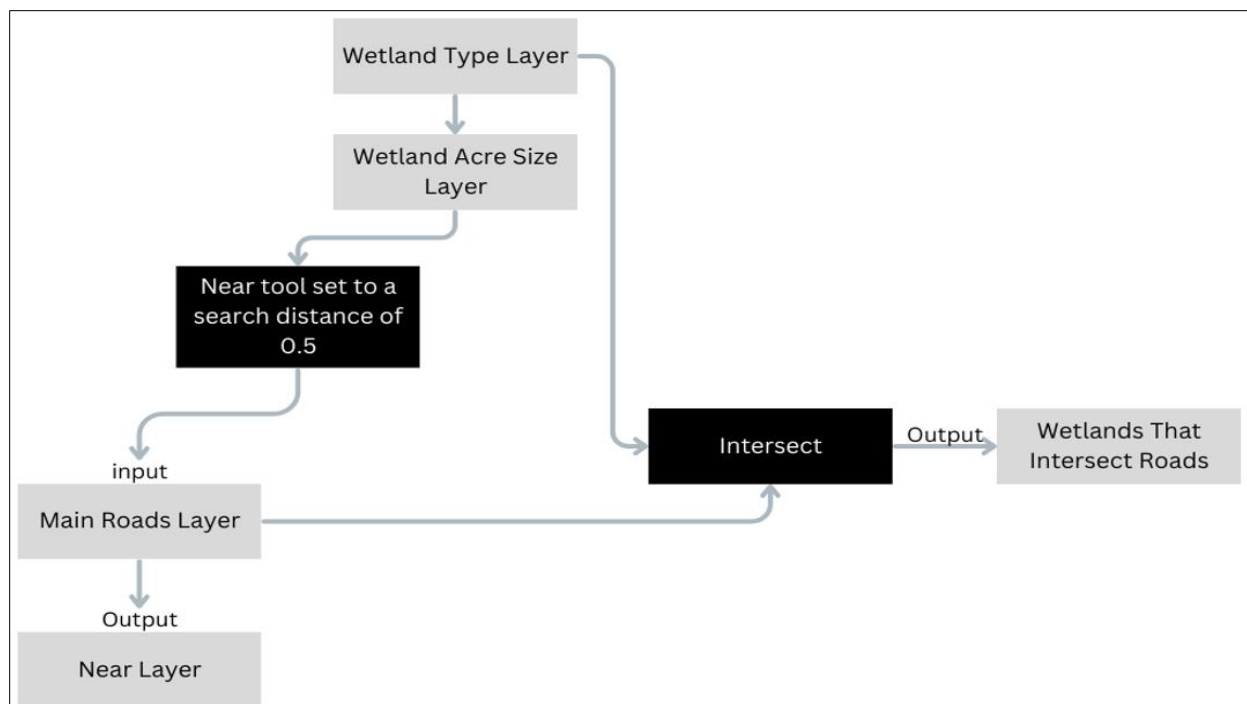 Wetland Type Layer
Wetland Acre Size
Layer
Near tool set to a
search distance of
0.5
input
Main Roads Layer
Output
Near Layer
Intersect
Output
Wetlands That
Intersect Roads